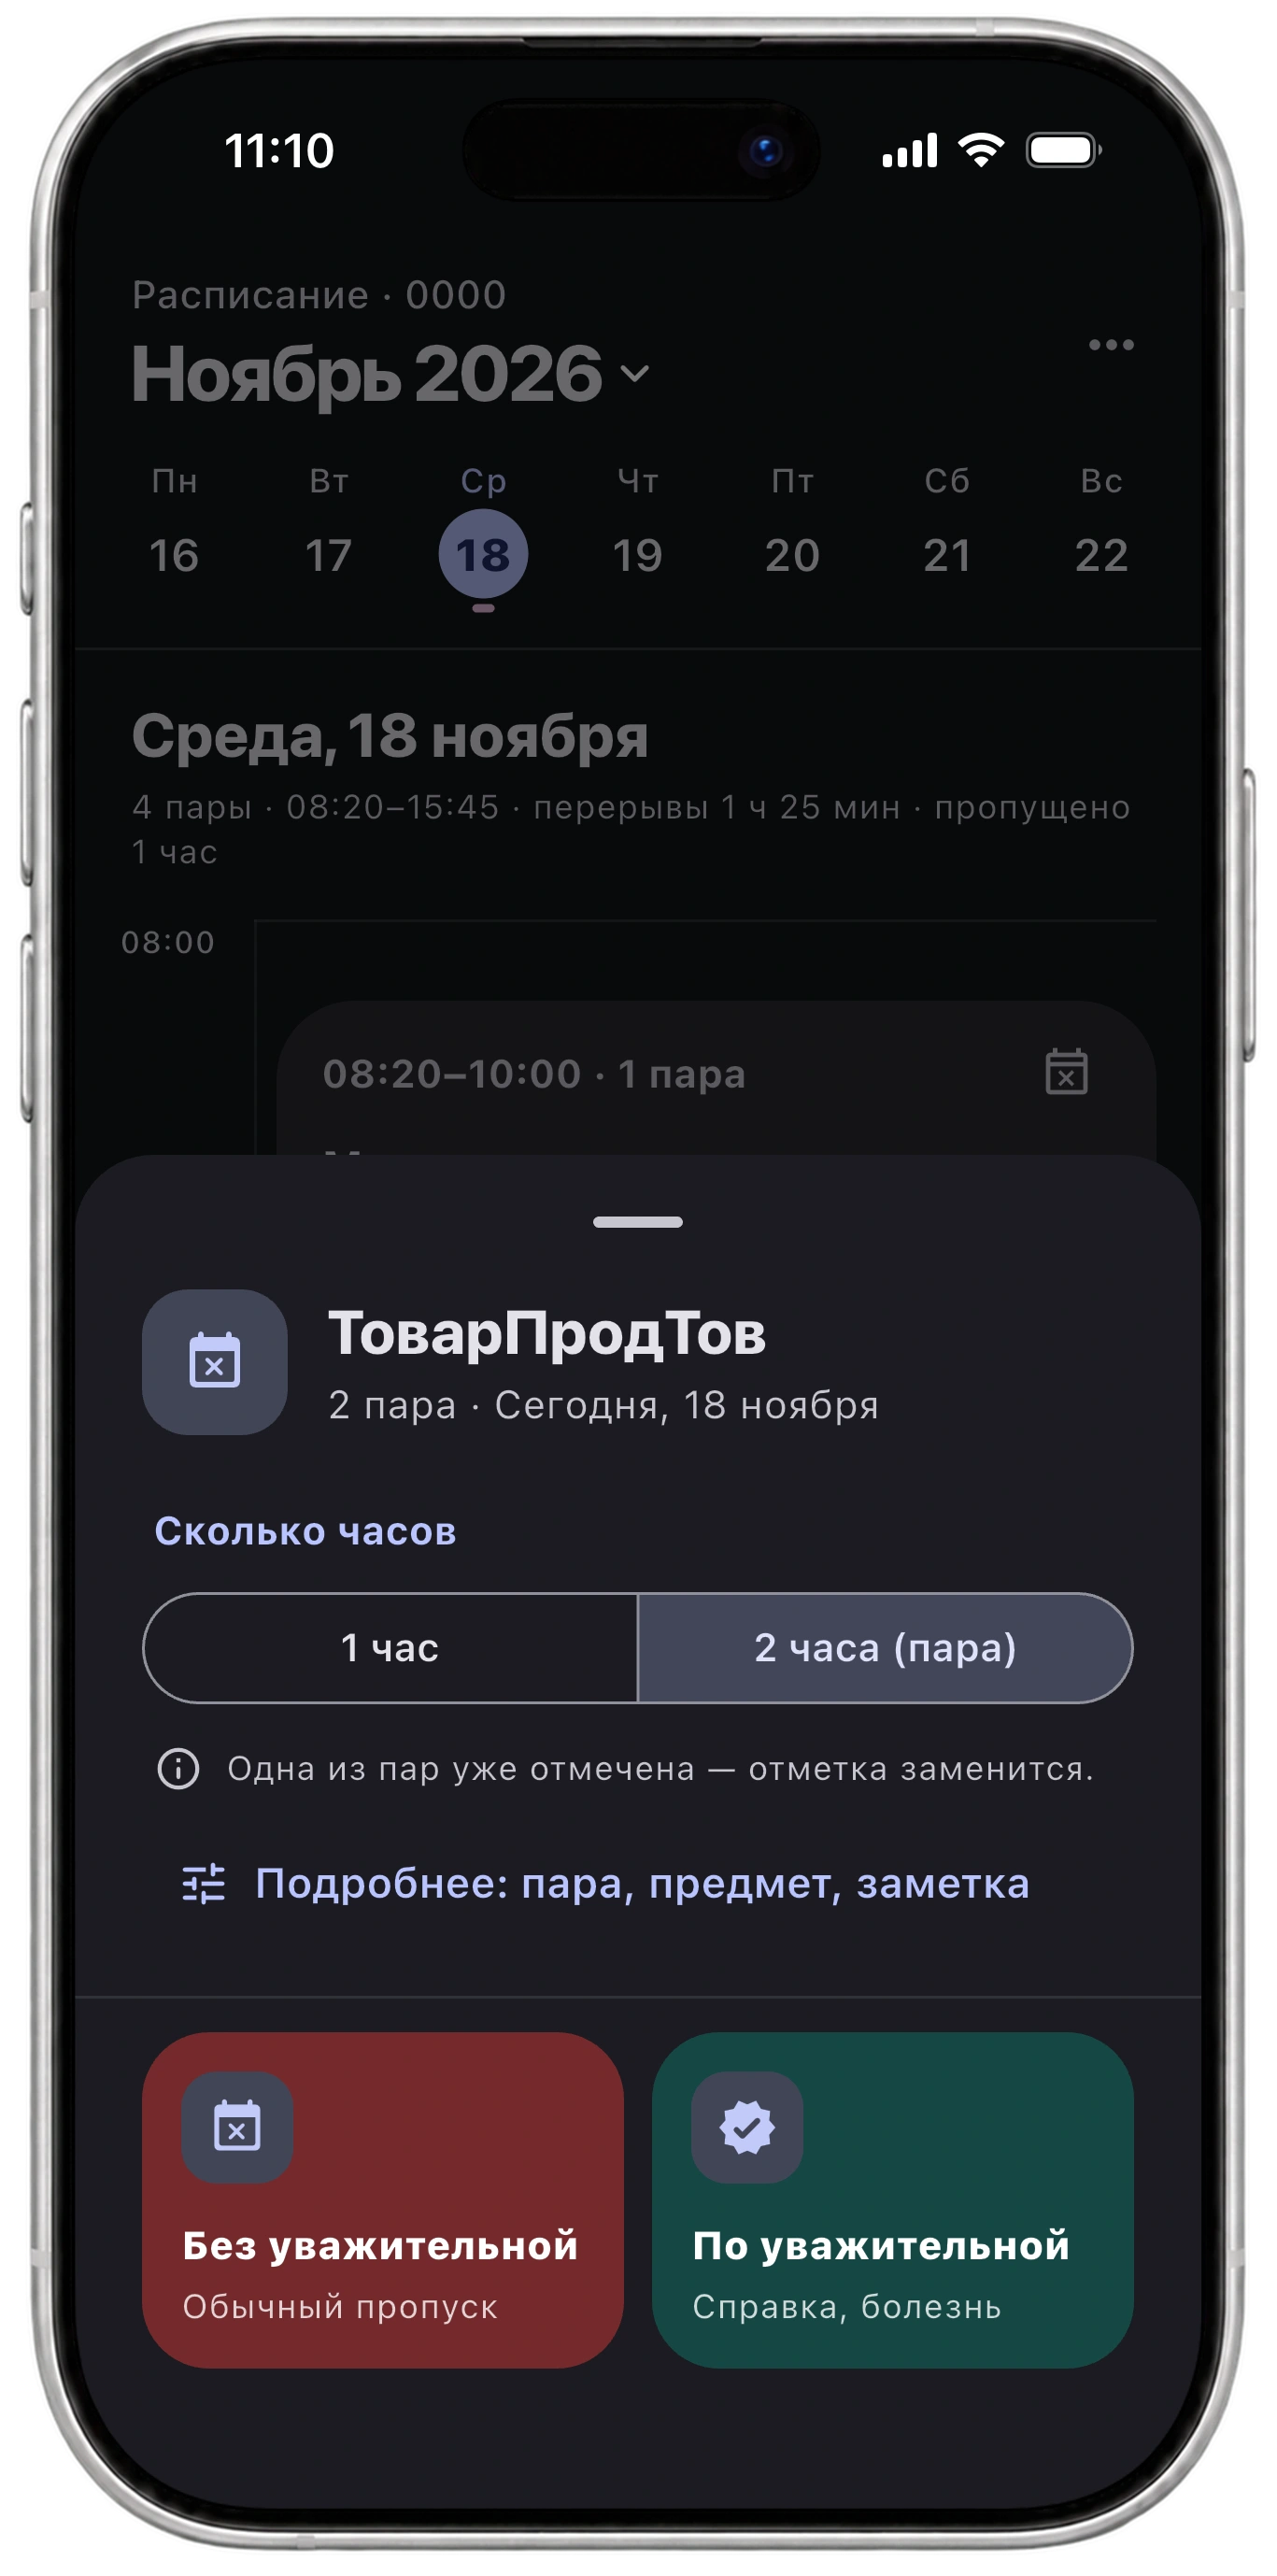 11:10
Расписание · 0000
Ноябрь 2026
Пн Вт Ср Чт Пт Сб Вс
16 17 18 19 20 21 22
Среда, 18 ноября
4 пары · 08:20–15:45 · перерывы 1 ч 25 мин · пропущено
1 час
08:00
08:20–10:00 · 1 пара
ТоварПродТов
2 пара · Сегодня, 18 ноября
Сколько часов
1 час
2 часа (пара)
Одна из пар уже отмечена — отметка заменится.
Подробнее: пара, предмет, заметка
Без уважительной
Обычный пропуск
По уважительной
Справка, болезнь